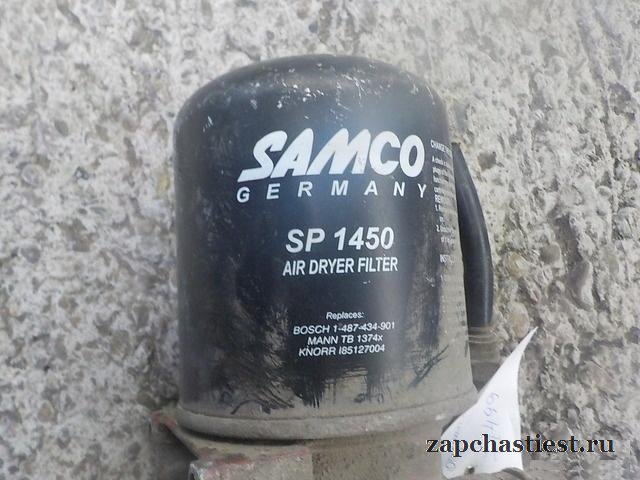 SAMCO
GERMANY
SP 1450
AIR DRYER FILTER
Replaces:
BOSCH 1-487-434-901
MANN TB 1374x
KNORR I85127004
CHANGE
zapchastiest.ru